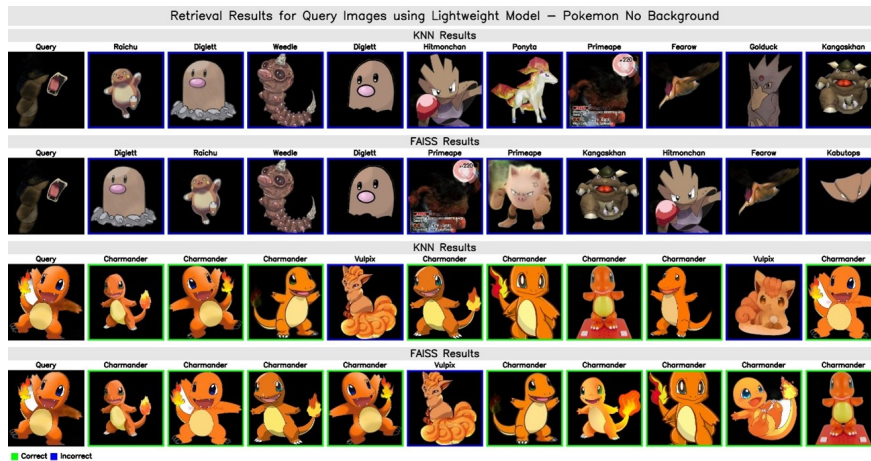 Retrieval Results for Query Images using Lightweight Model – Pokemon No Background
KNN Results
Query Raichu Diglett Weedle Diglett Hitmonchan Ponyta Primeape Fearow Golduck Kangaskhan
+220
FAISS Results
Query Diglett Raichu Weedle Diglett Primeape Primeape Kangaskhan Hitmonchan Fearow Kabutops
+220
KNN Results
Query Charmander Charmander Charmander Vulpix Charmander Charmander Charmander Charmander Vulpix Charmander
FAISS Results
Query Charmander Charmander Charmander Charmander Vulpix Charmander Charmander Charmander Charmander Charmander
Correct Incorrect